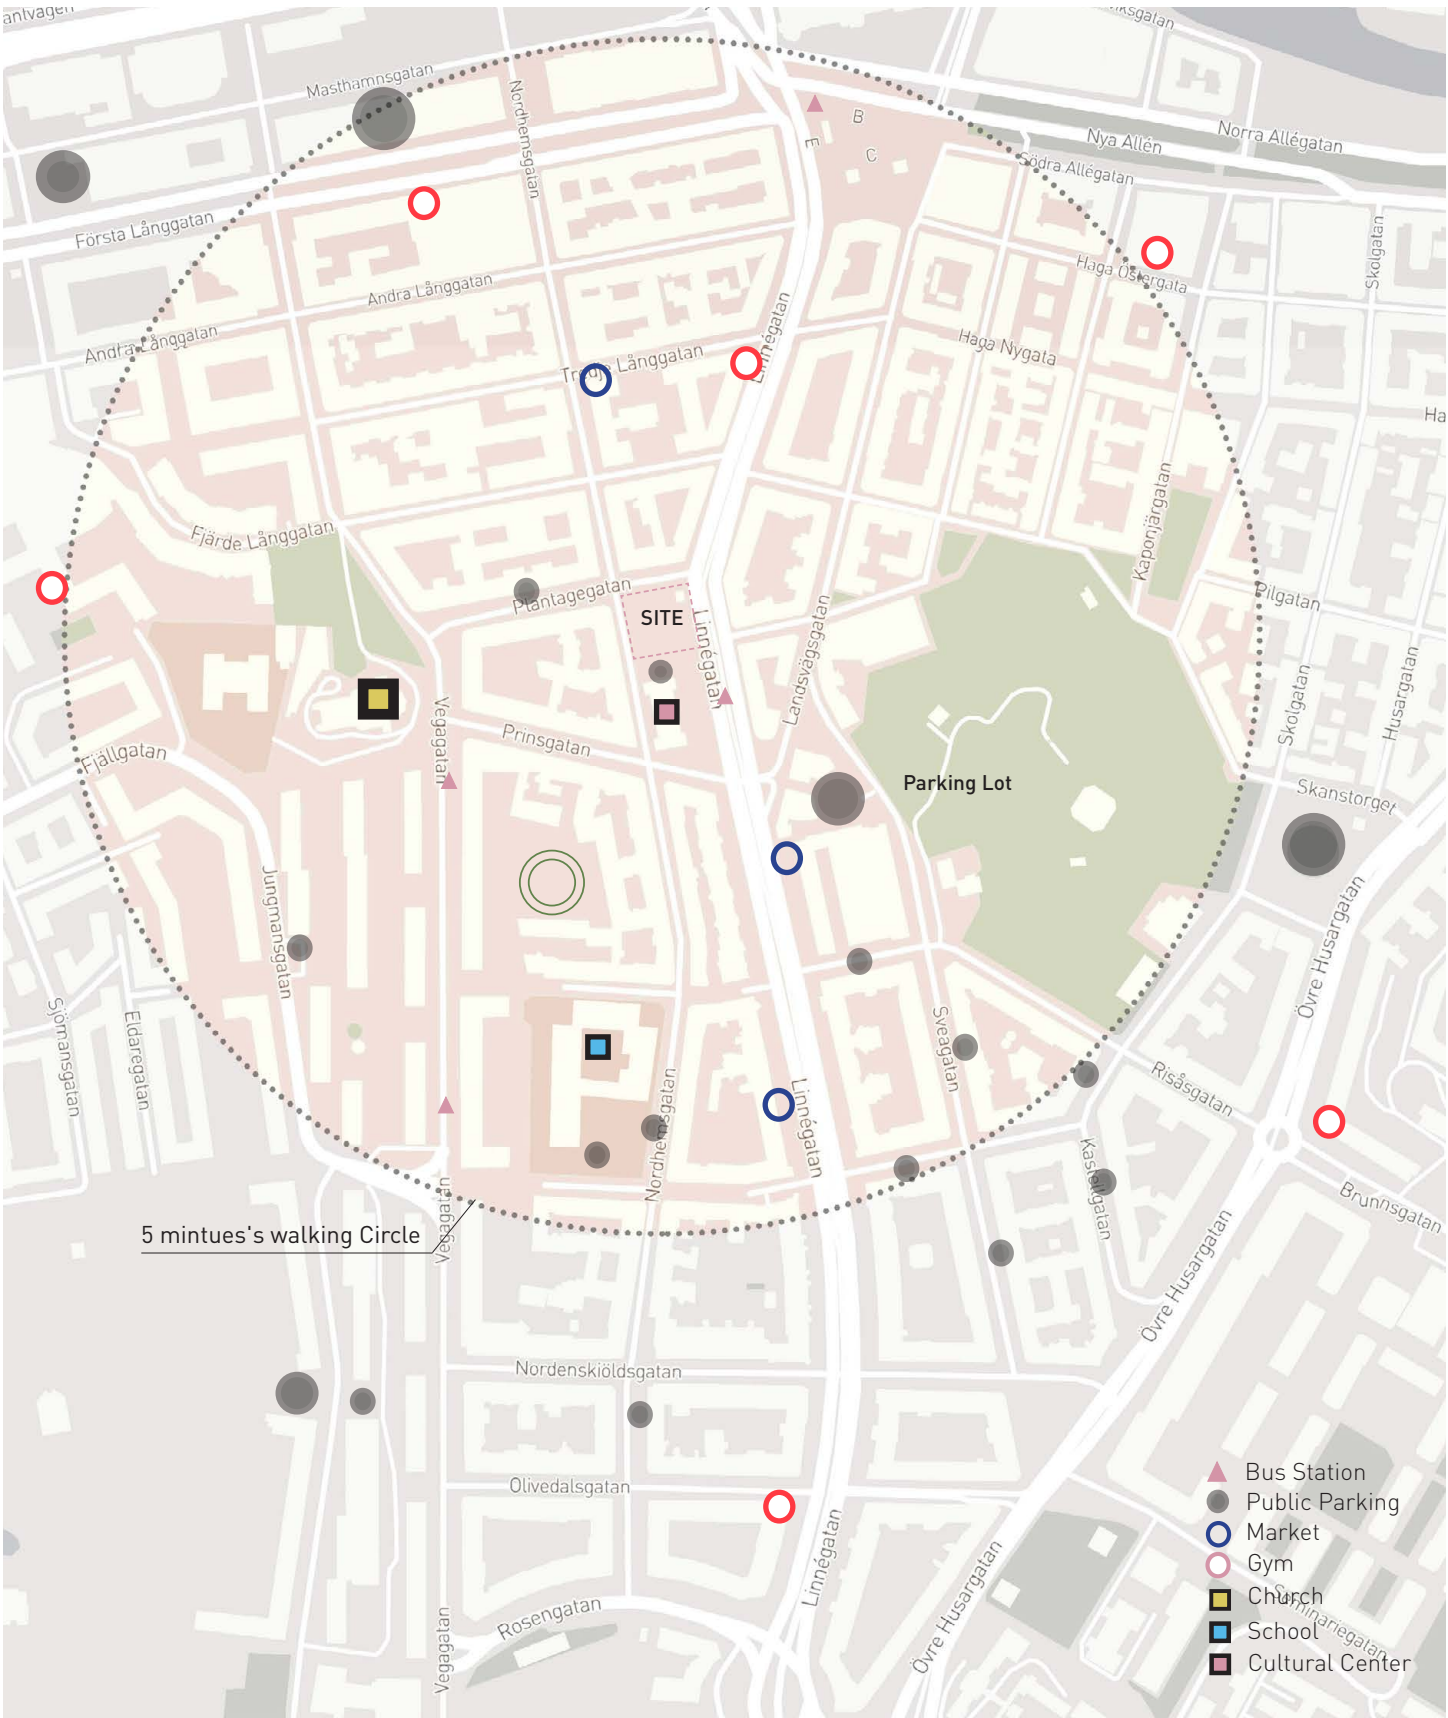 antvägen
ksgatan
Masthamnsgatan
Nordhemsgatan
B
E
C
Nya Allén
Norra Allégatan
Södra Allégatan
Första Långgatan
Skolgatan
Haga Östergata
Andra Långgatan
Andra Långgatan
Linnégatan
Haga Nygata
Tredje Långgatan
Ha
Kaponjärgatan
Fjärde Långgatan
Plantagegatan
SITE
Pilgatan
Linnégatan
Landsvägsgatan
Skolgatan
Husargatan
Vegagatan
Prinsgatan
Fjällgatan
Parking Lot
Skanstorget
Jungmansgatan
Övre Husargatan
Sjömansgatan
Eldaregatan
Sveagatan
Risåsgatan
Nordhemsgatan
Linnégatan
Kastellgatan
Brunnsgatan
Vegagatan
5 mintues's walking Circle
Övre Husargatan
Nordenskiöldsgatan
Olivedalsgatan
Linnégatan
Övre Husargatan
Rosengatan
Vegagatan
Bus Station
Public Parking
Market
Gym
Church
Seminariegatan
School
Cultural Center